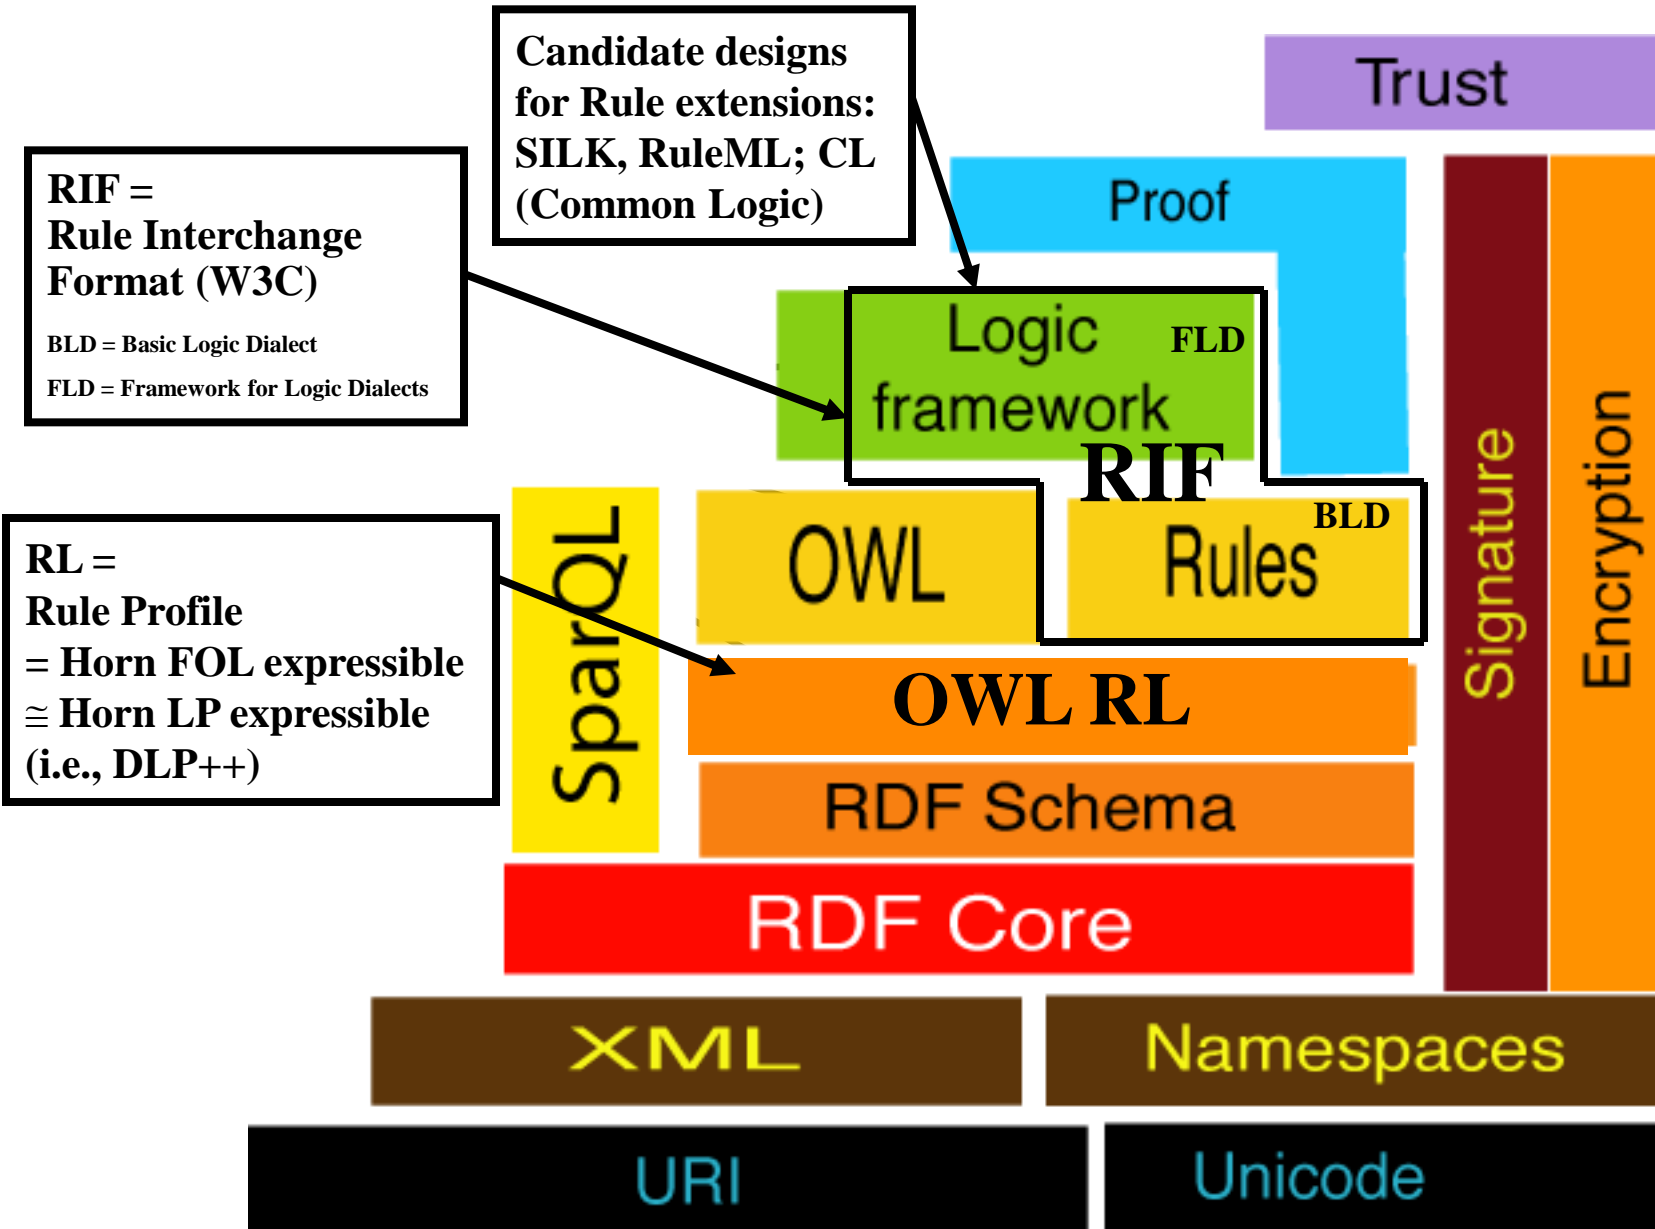 Candidate designs
for Rule extensions:
SILK, RuleML; CL
(Common Logic)
Trust
RIF =
Rule Interchange
Format (W3C)
BLD = Basic Logic Dialect
FLD = Framework for Logic Dialects
Proof
Logic
framework
FLD
RIF
BLD
OWL
Rules
SparQL
Signature
Encryption
RL =
Rule Profile
= Horn FOL expressible
≅ Horn LP expressible
(i.e., DLP++)
OWL RL
RDF Schema
RDF Core
XML
Namespaces
URI
Unicode